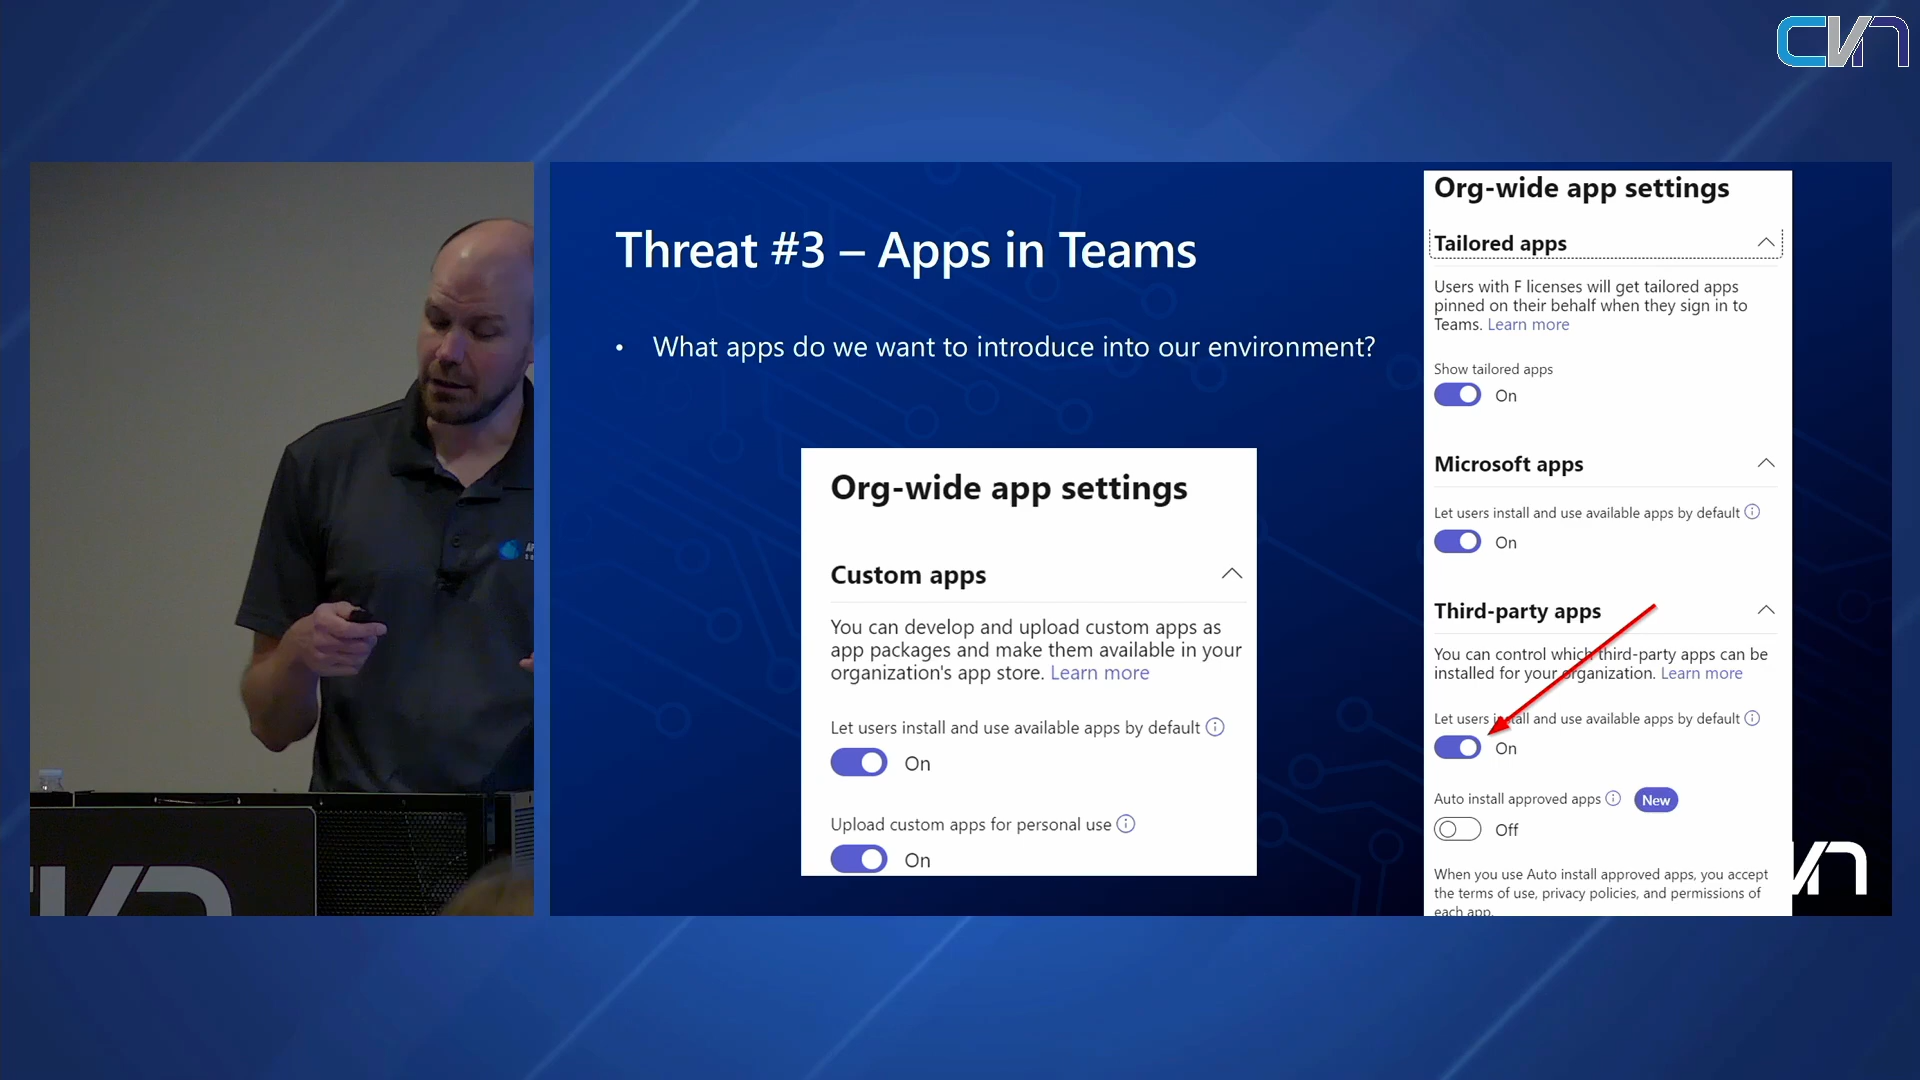 CVN
Threat #3 – Apps in Teams
• What apps do we want to introduce into our environment?
Org-wide app settings
Custom apps
You can develop and upload custom apps as
app packages and make them available in your
organization's app store. Learn more
Let users install and use available apps by default
On
Upload custom apps for personal use
On
Org-wide app settings
Tailored apps
Users with F licenses will get tailored apps
pinned on their behalf when they sign in to
Teams. Learn more
Show tailored apps
On
Microsoft apps
Let users install and use available apps by default
On
Third-party apps
You can control which third-party apps can be
installed for your organization. Learn more
Let users install and use available apps by default
On
Auto install approved apps New
Off
When you use Auto install approved apps, you accept
the terms of use, privacy policies, and permissions of
each app.